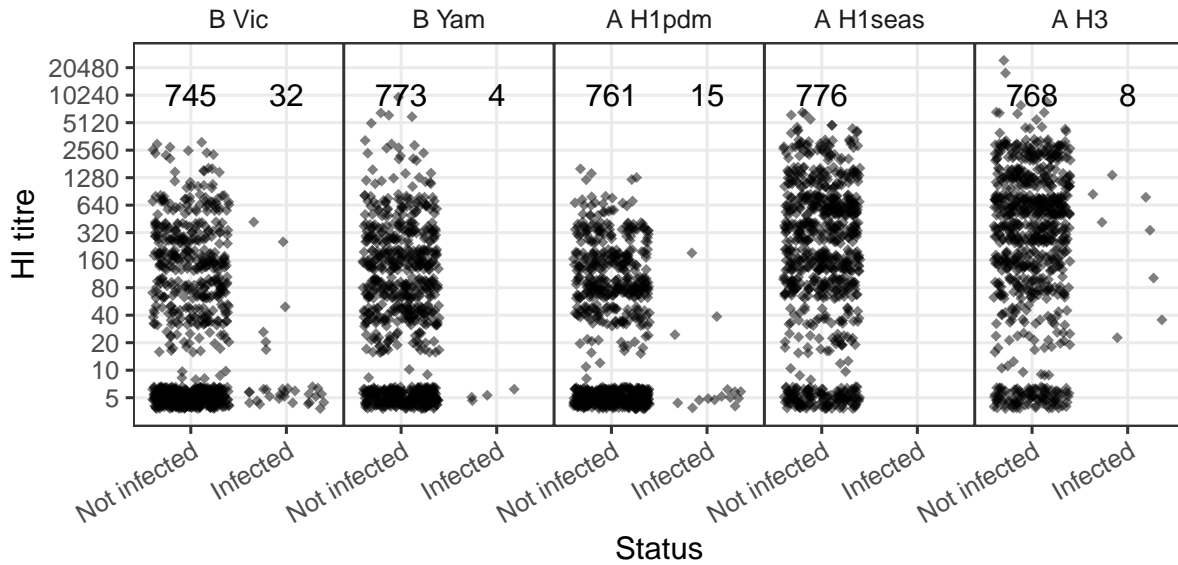 B Vic B Yam A H1pdm A H1seas A H3
20480
10240
5120
2560
1280
640
320
160
80
40
20
10
5
HI titre
745 32 773 4 761 15 776 768 8
Not infected Infected Not infected Infected Not infected Infected Not infected Infected Not infected Infected
Status